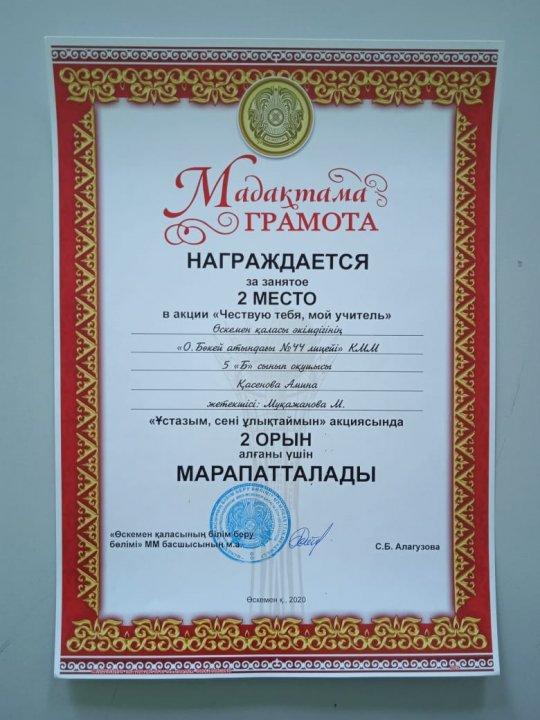 Мадақтама
ГРАМОТА
НАГРАЖДАЕТСЯ
за занятое
2 МЕСТО
в акции «Чествую тебя, мой учитель»
Өскемен қаласы әкімдігінің
«О.Бөкей атындағы №44 лицейі» КММ
5 «Б» сынып оқушысы
Қасенова Амина
жетекшісі: Мұқажанова М.
«Ұстазым, сені ұлықтаймын» акциясында
2 ОРЫН
алғаны үшін
МАРАПАТТАЛАДЫ
«Өскемен қаласының білім беру
бөлімі» ММ басшысының м.а.
С.Б. Алагузова
Өскемен қ., 2020